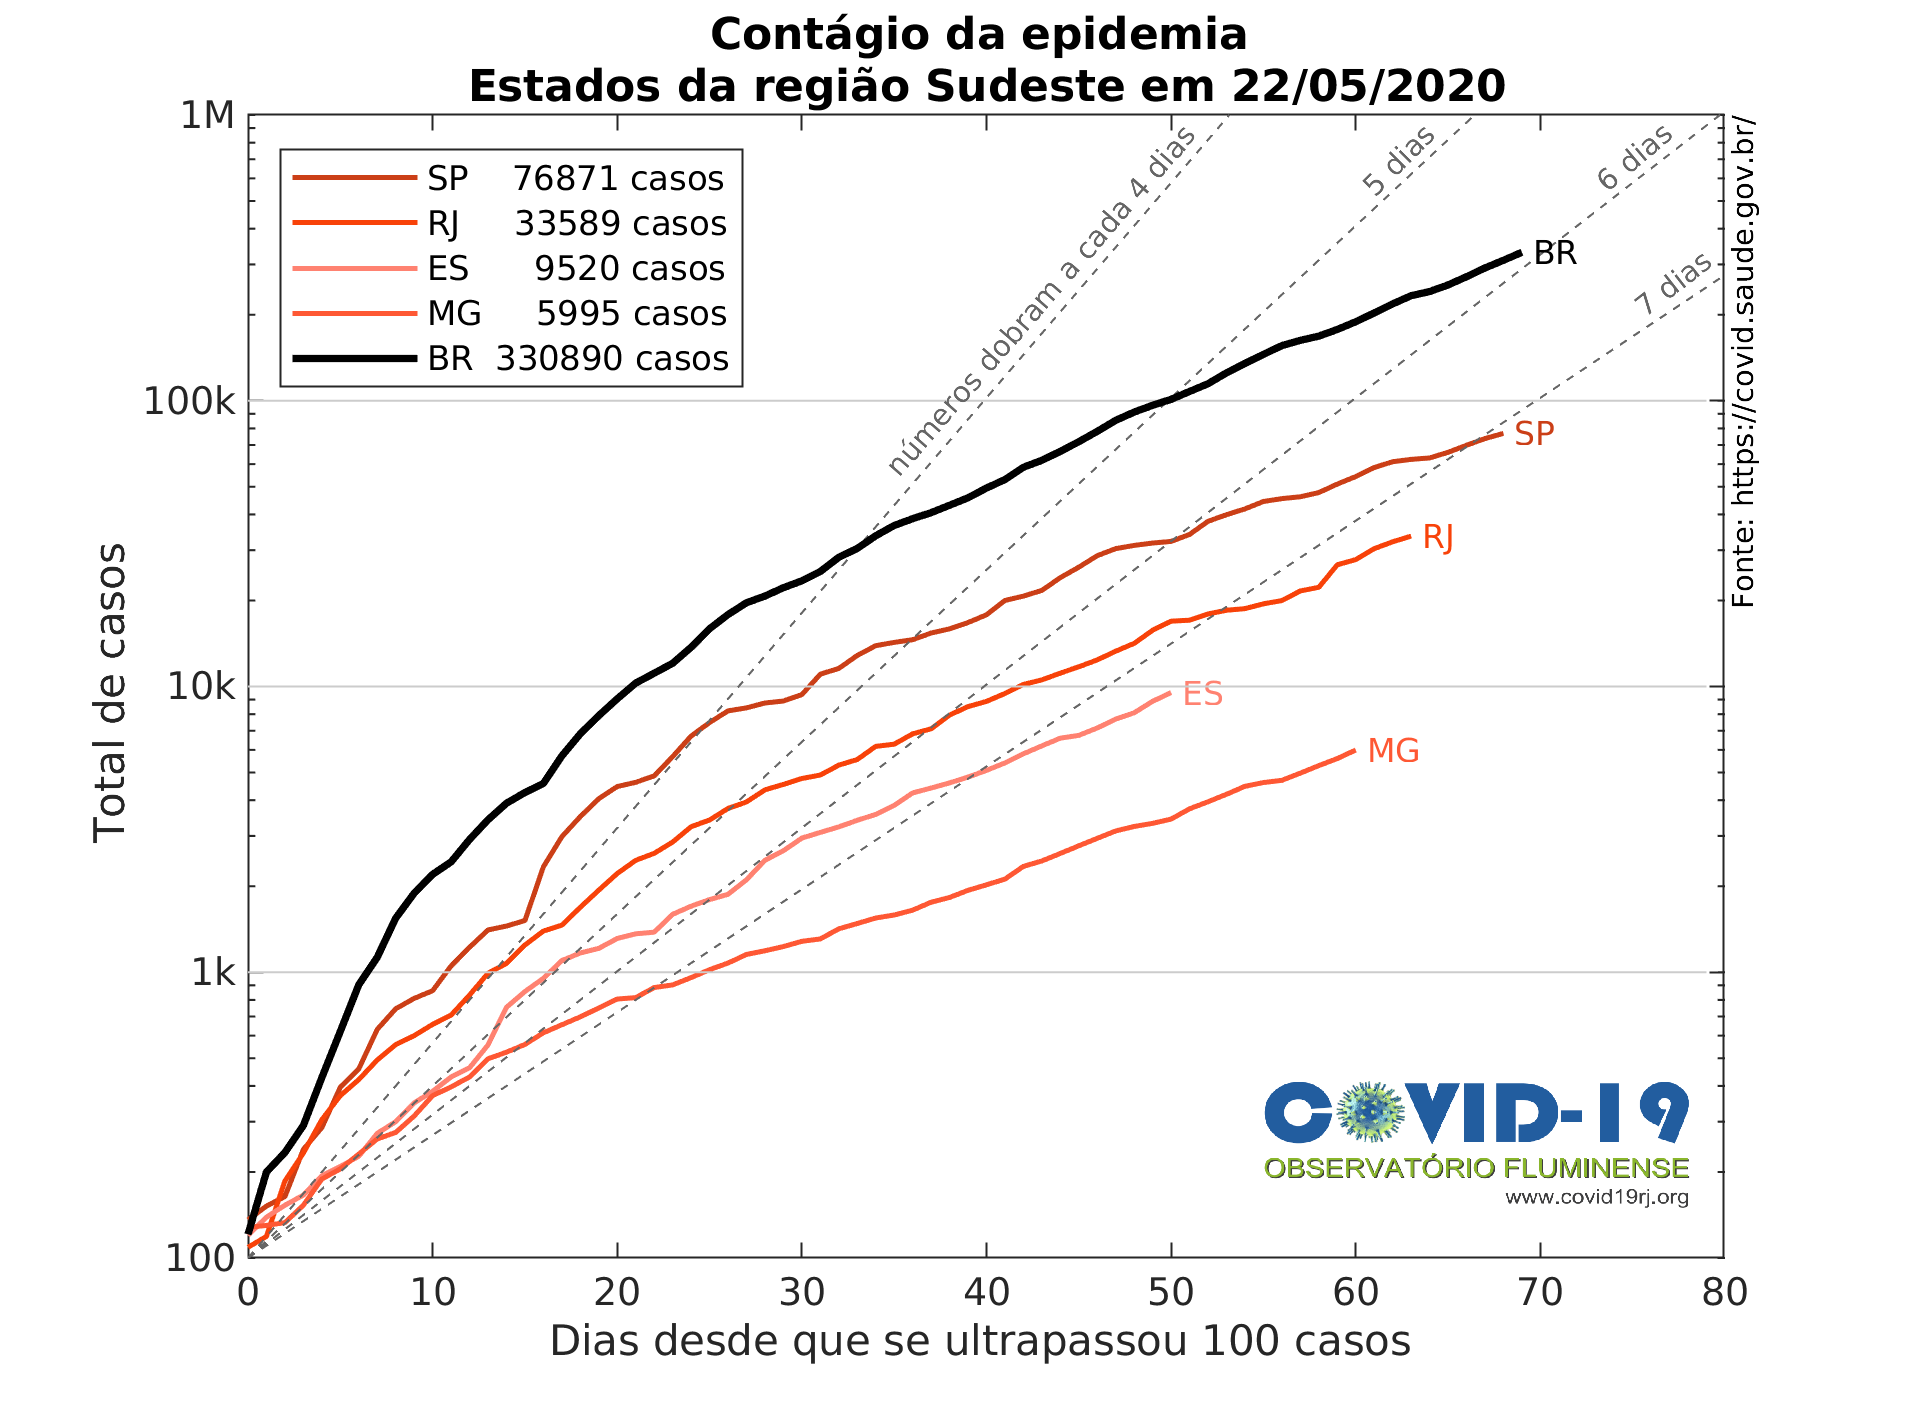 Contágio da epidemia
Estados da região Sudeste em 22/05/2020
1M
100k
10k
1k
100
Total de casos
SP 76871 casos
RJ 33589 casos
ES 9520 casos
MG 5995 casos
BR 330890 casos
números dobram a cada 4 dias
5 dias
6 dias
7 dias
BR
SP
RJ
ES
MG
Fonte: https://covid.saude.gov.br/
COVID-19
OBSERVATÓRIO FLUMINENSE
www.covid19rj.org
0 10 20 30 40 50 60 70 80
Dias desde que se ultrapassou 100 casos